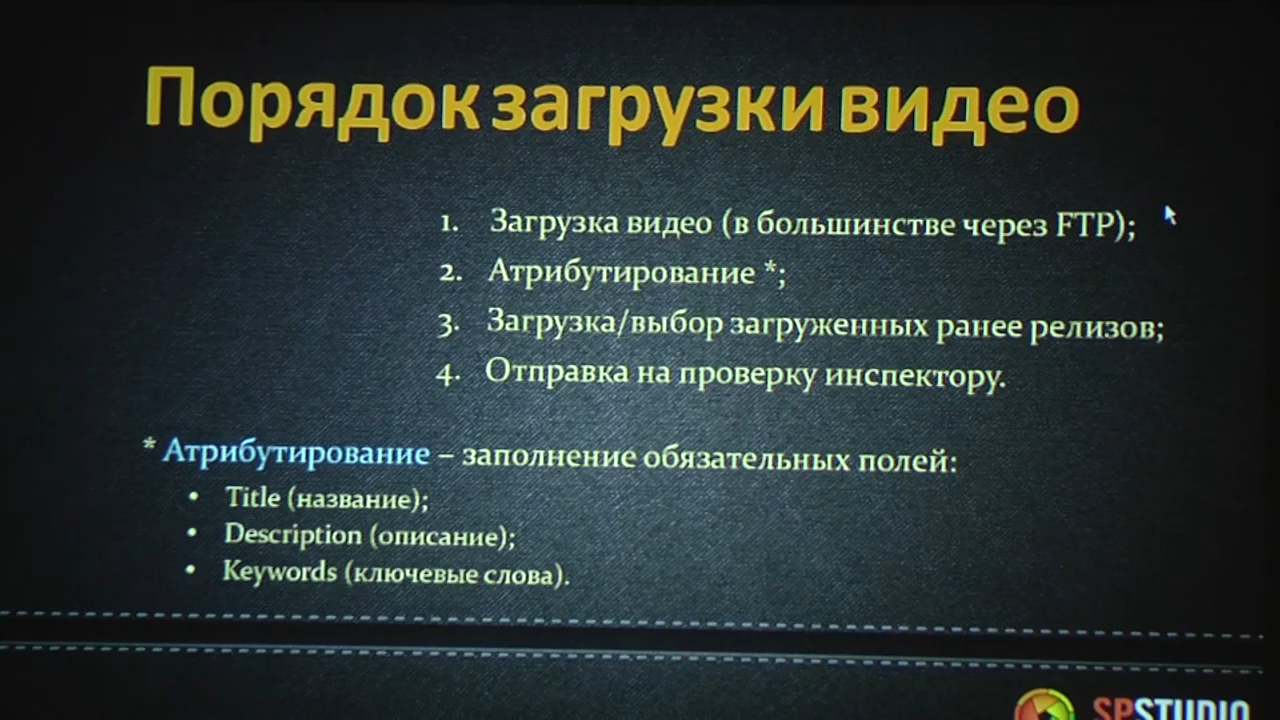 Порядок загрузки видео
1. Загрузка видео (в большинстве через FTP);
2. Атрибутирование *;
3. Загрузка/выбор загруженных ранее релизов;
4. Отправка на проверку инспектору.
* Атрибутирование – заполнение обязательных полей:
• Title (название);
• Description (описание);
• Keywords (ключевые слова).
SPSTUDIO